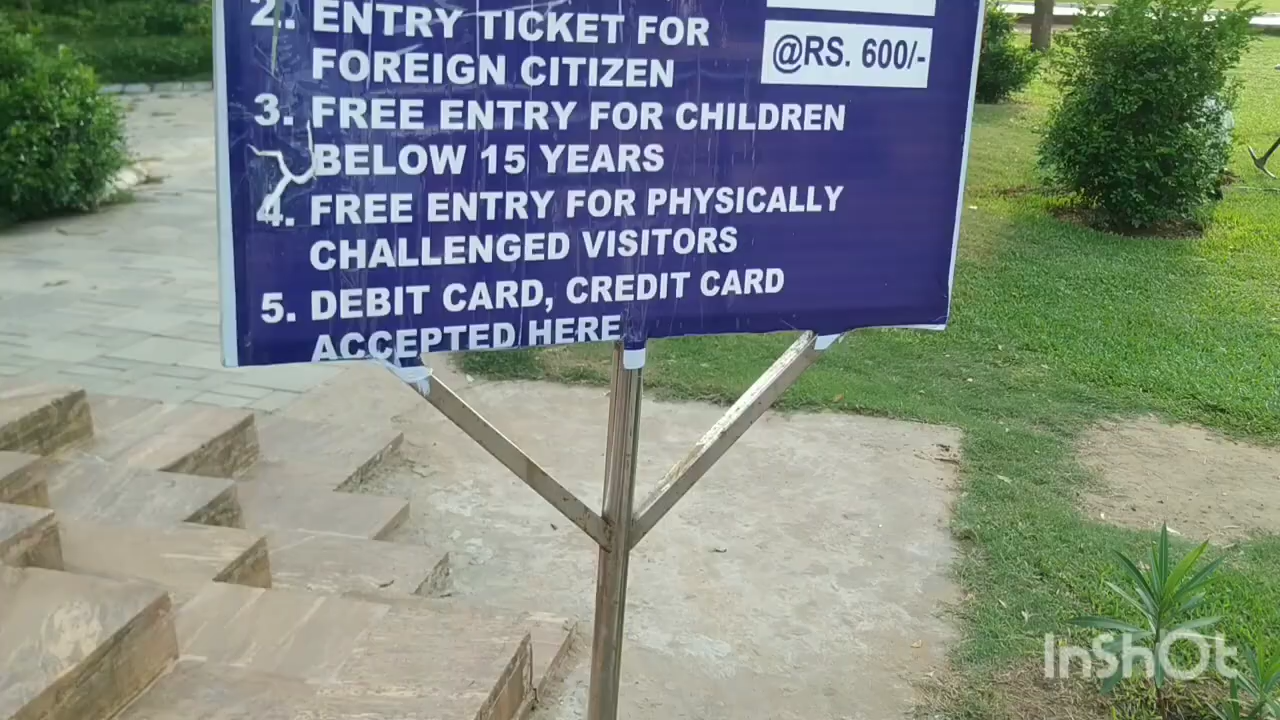 2. ENTRY TICKET FOR
FOREIGN CITIZEN
@RS. 600/-
3. FREE ENTRY FOR CHILDREN
BELOW 15 YEARS
4. FREE ENTRY FOR PHYSICALLY
CHALLENGED VISITORS
5. DEBIT CARD, CREDIT CARD
ACCEPTED HERE
InShOt